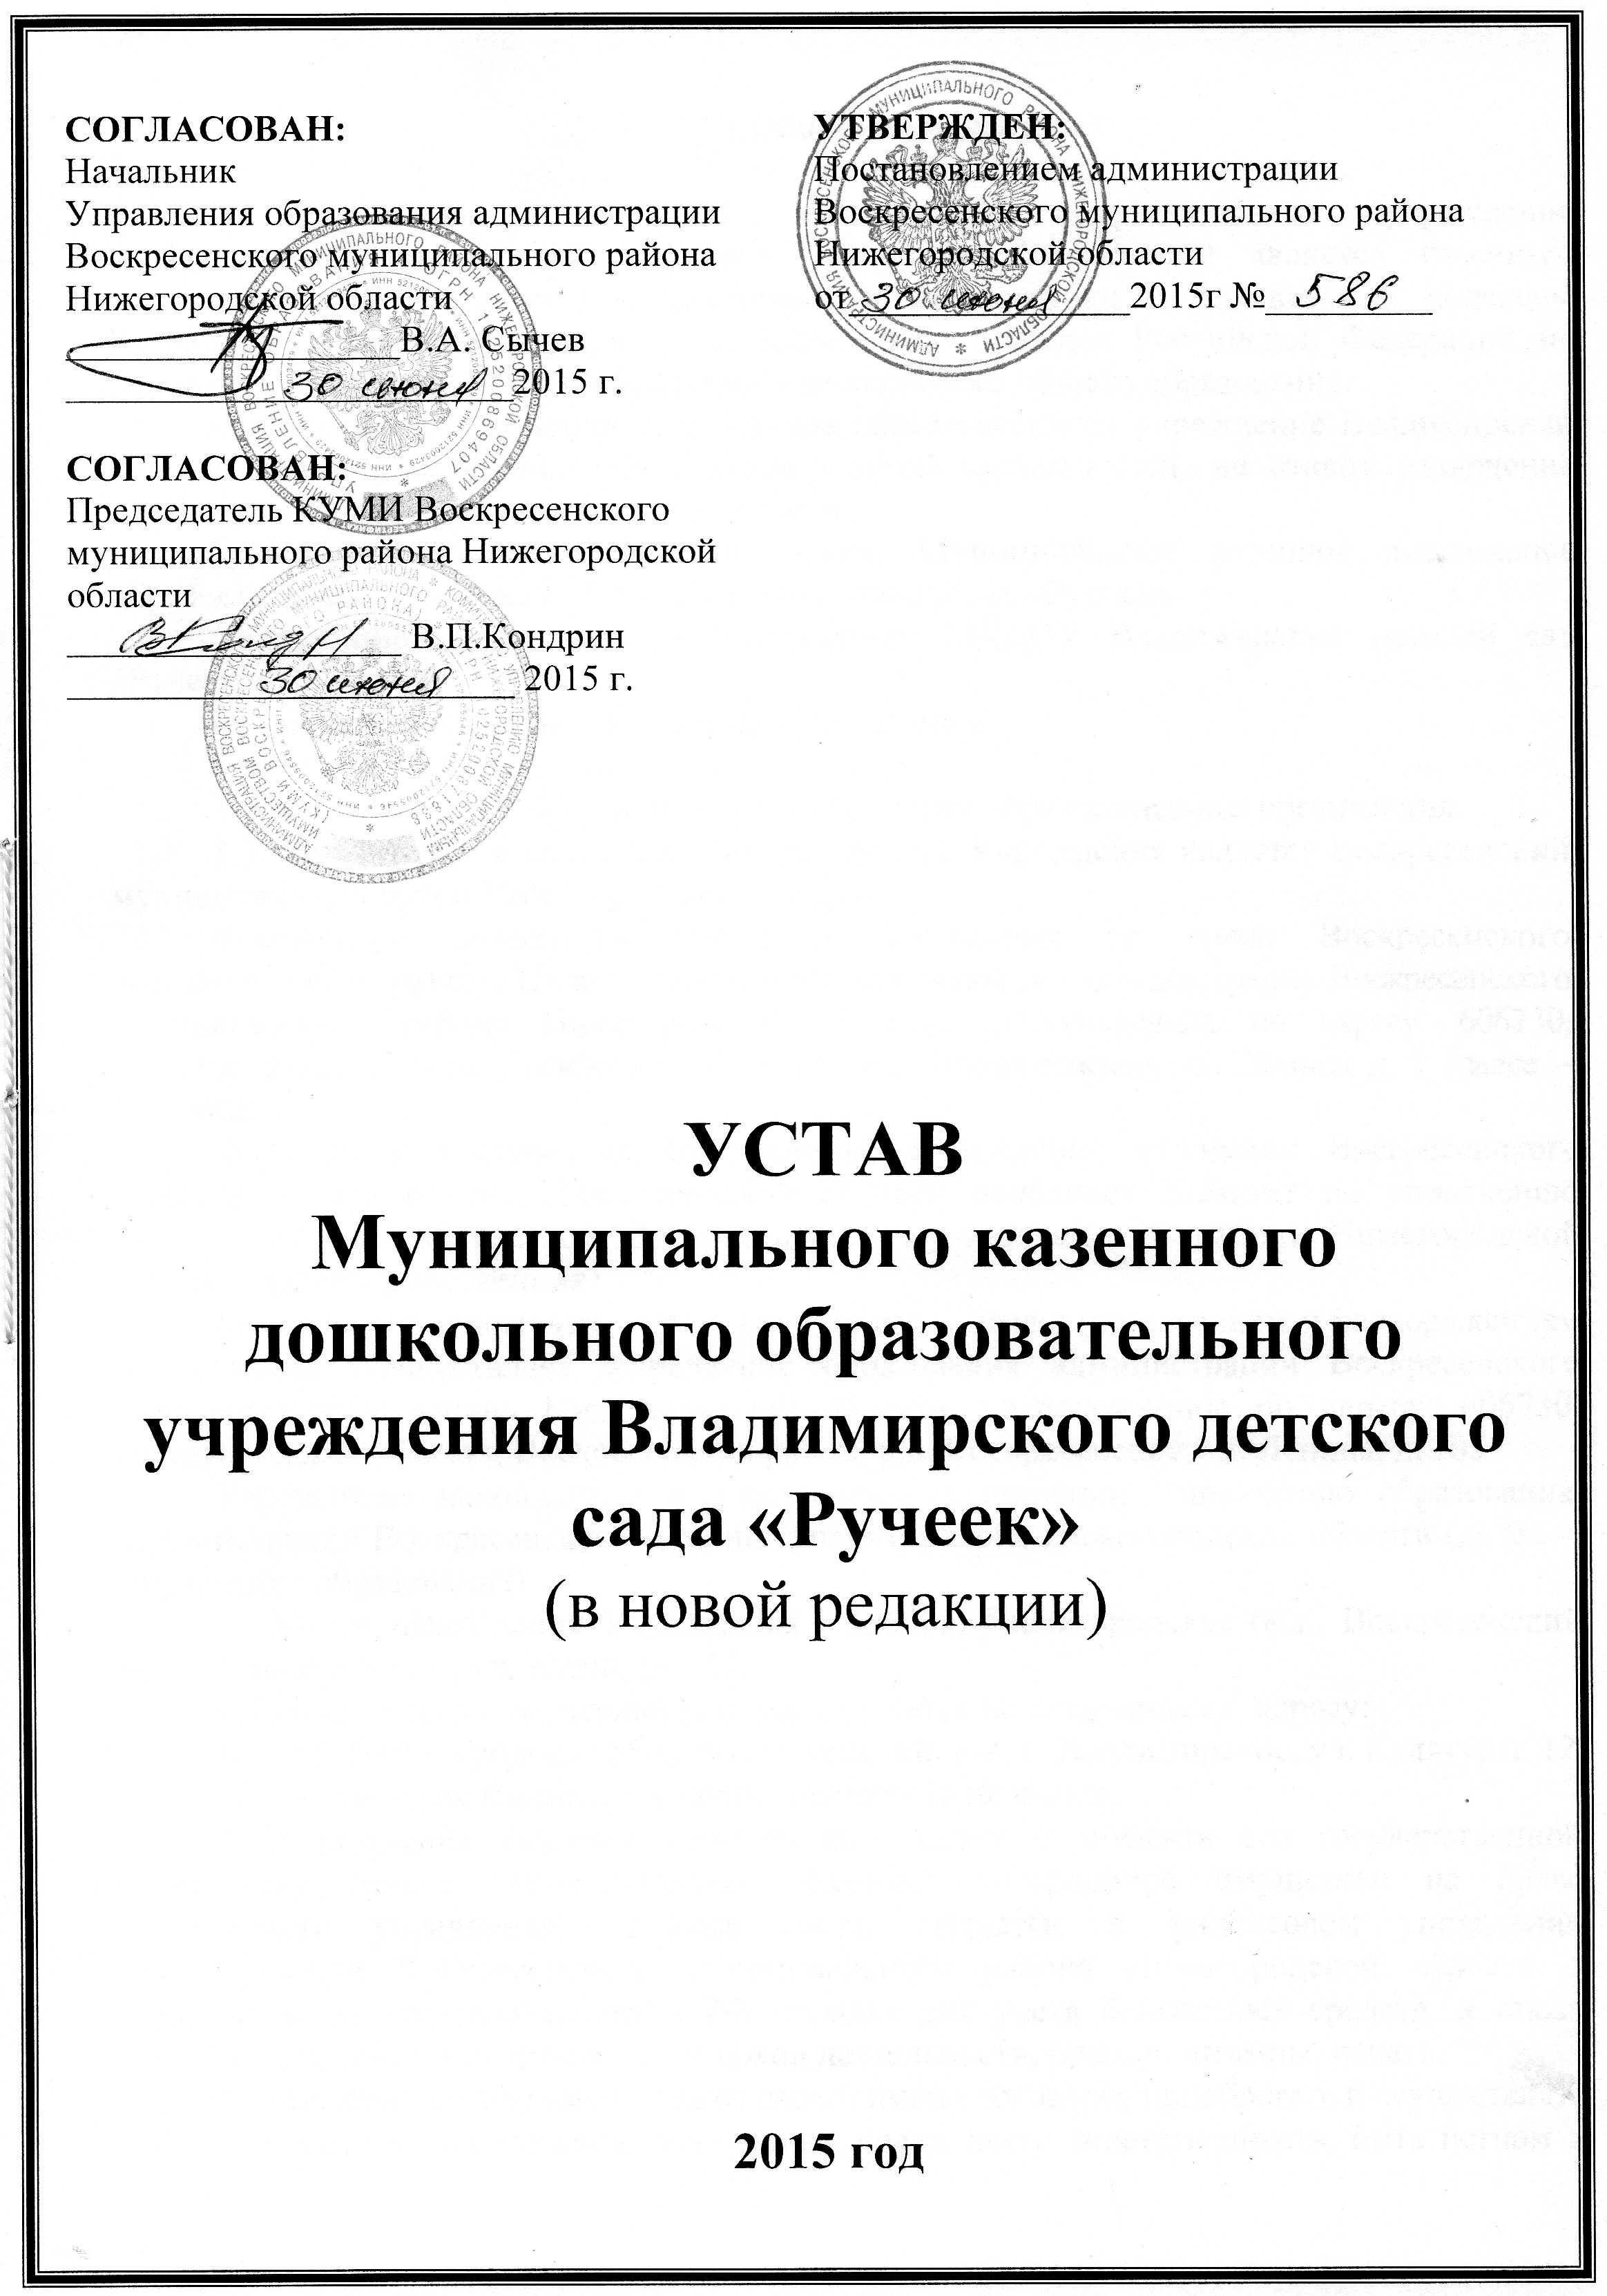 СОГЛАСОВАН:
Начальник
Управления образования администрации
Воскресенского муниципального района
Нижегородской области
В.А. Сычев
30 июня 2015 г.
СОГЛАСОВАН:
Председатель КУМИ Воскресенского
муниципального района Нижегородской
области
В.П.Кондрин
30 июня 2015 г.
УТВЕРЖДЕН:
Постановлением администрации
Воскресенского муниципального района
Нижегородской области
от 30 июня 2015г № 586
УСТАВ
Муниципального казенного
дошкольного образовательного
учреждения Владимирского детского
сада «Ручеек»
(в новой редакции)
2015 год